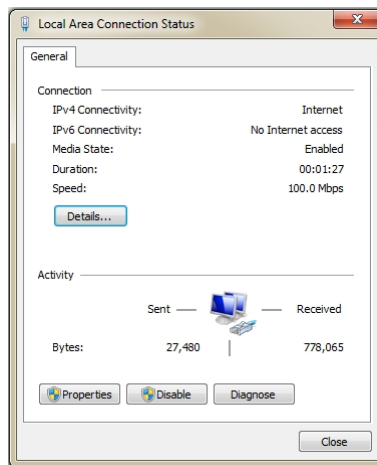 Local Area Connection Status
General
Connection
IPv4 Connectivity: Internet
IPv6 Connectivity: No Internet access
Media State: Enabled
Duration: 00:01:27
Speed: 100.0 Mbps
Details...
Activity
Sent Received
Bytes: 27,480 778,065
Properties Disable Diagnose
Close